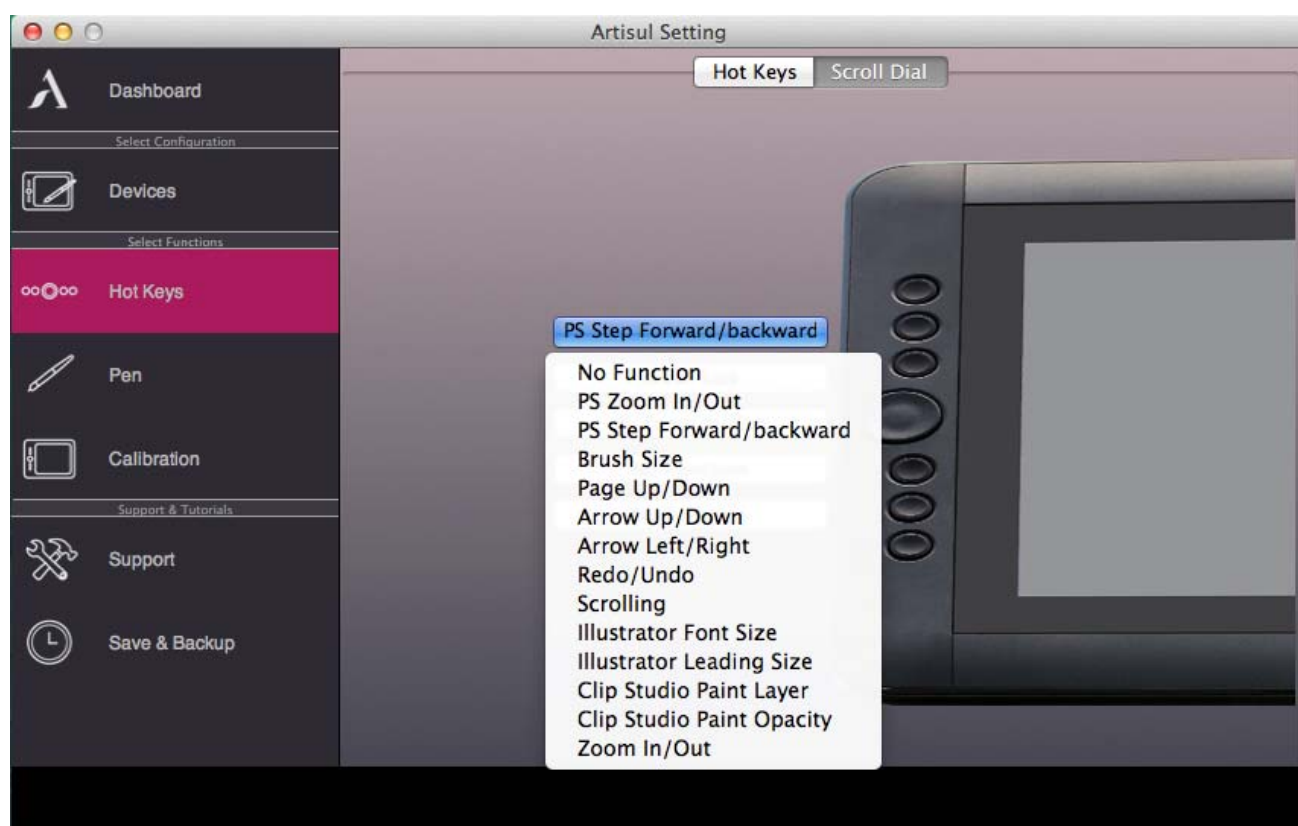 Artisul Setting
Hot Keys
Scroll Dial
Dashboard
Select Configuration
Devices
Select Functions
Hot Keys
Pen
Calibration
Support & Tutorials
Support
Save & Backup
PS Step Forward/backward
No Function
PS Zoom In/Out
PS Step Forward/backward
Brush Size
Page Up/Down
Arrow Up/Down
Arrow Left/Right
Redo/Undo
Scrolling
Illustrator Font Size
Illustrator Leading Size
Clip Studio Paint Layer
Clip Studio Paint Opacity
Zoom In/Out